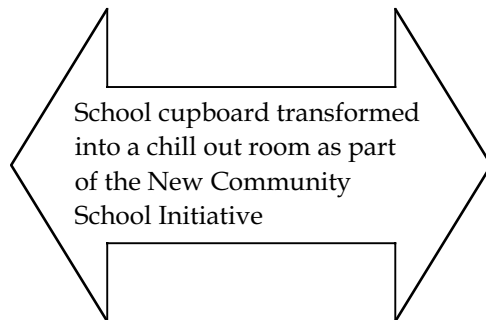 School cupboard transformed
into a chill out room as part
of the New Community
School Initiative